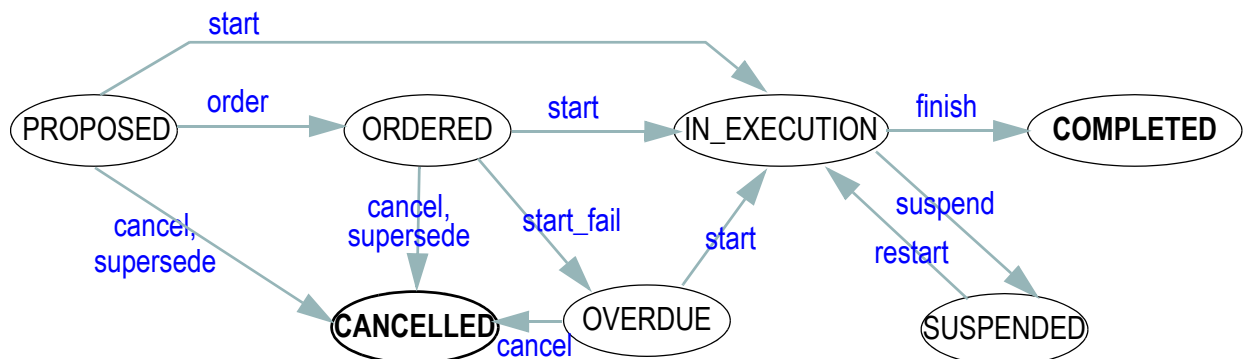 start
order
start
finish
PROPOSED
ORDERED
IN_EXECUTION
COMPLETED
cancel,
supersede
cancel,
supersede
start_fail
start
suspend
restart
CANCELLED
cancel
OVERDUE
SUSPENDED